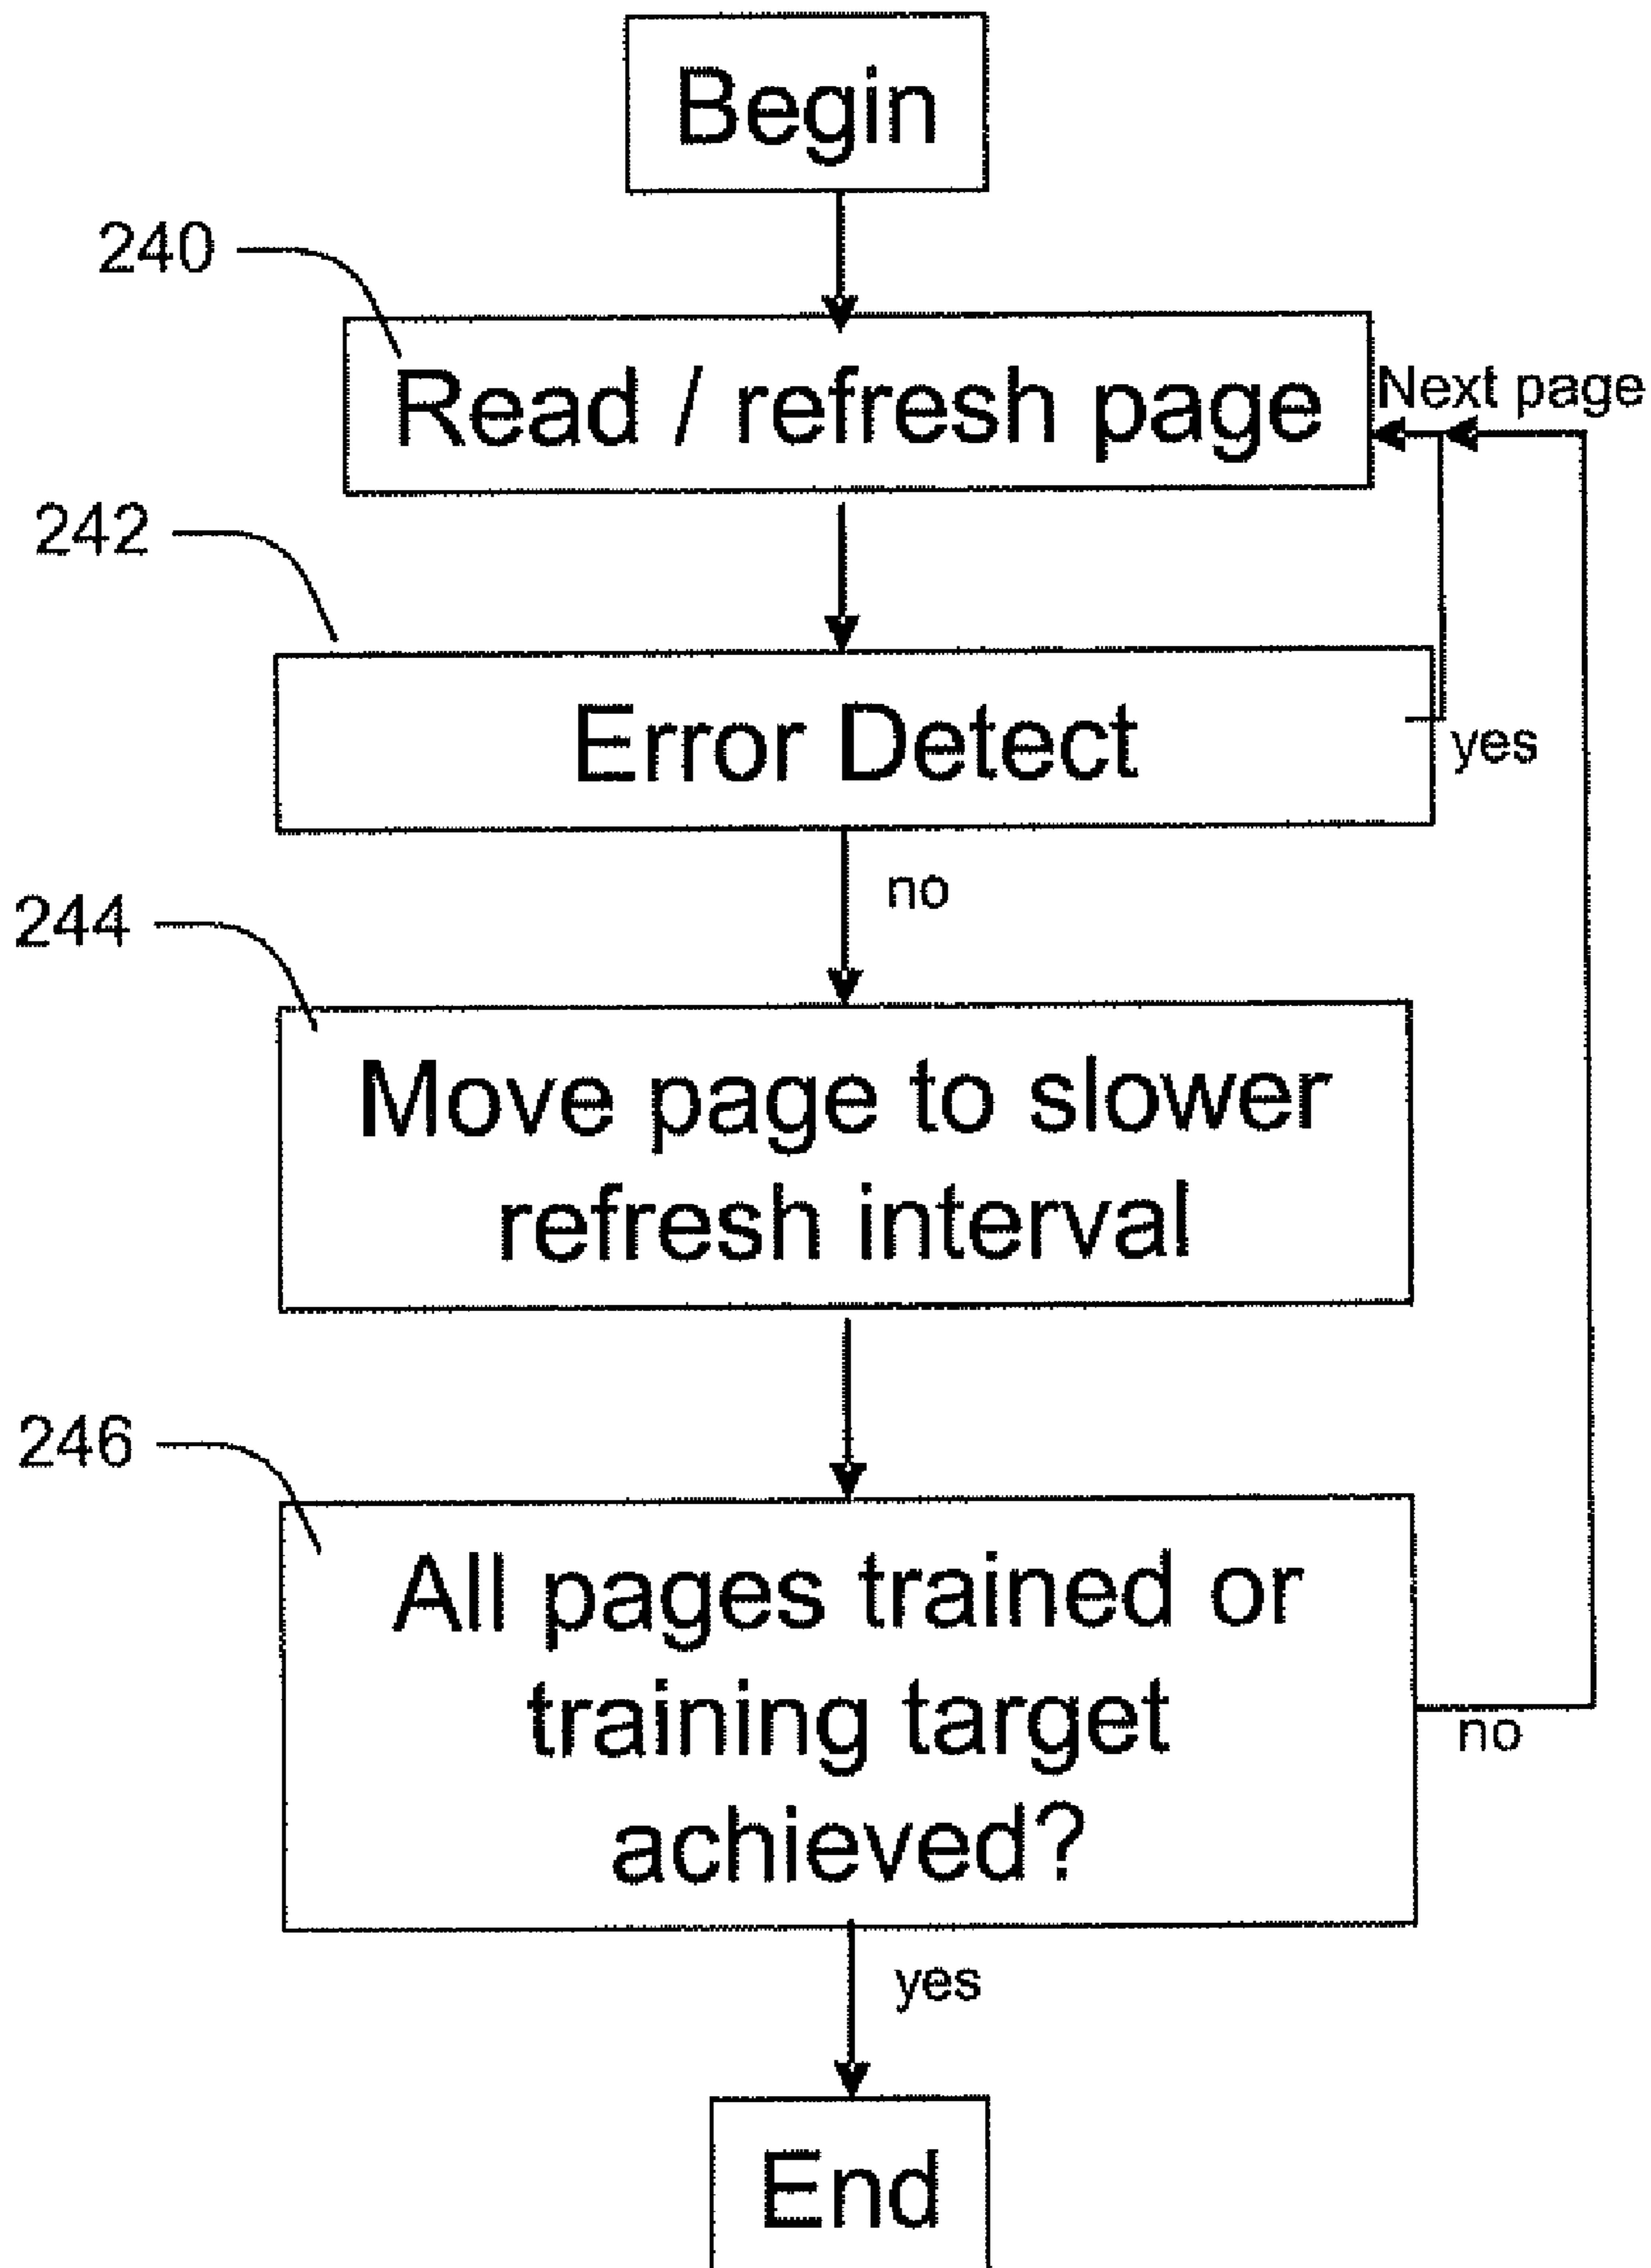 Begin
240
Read / refresh page
Next page
242
Error Detect
yes
no
244
Move page to slower
refresh interval
246
All pages trained or
training target
achieved?
no
yes
End